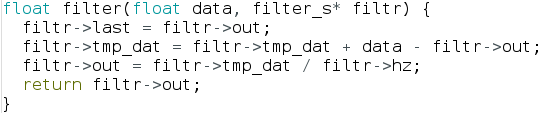 float filter(float data, filter_s* filtr) {
  filtr->last = filtr->out;
  filtr->tmp_dat = filtr->tmp_dat + data - filtr->out;
  filtr->out = filtr->tmp_dat / filtr->hz;
  return filtr->out;
}